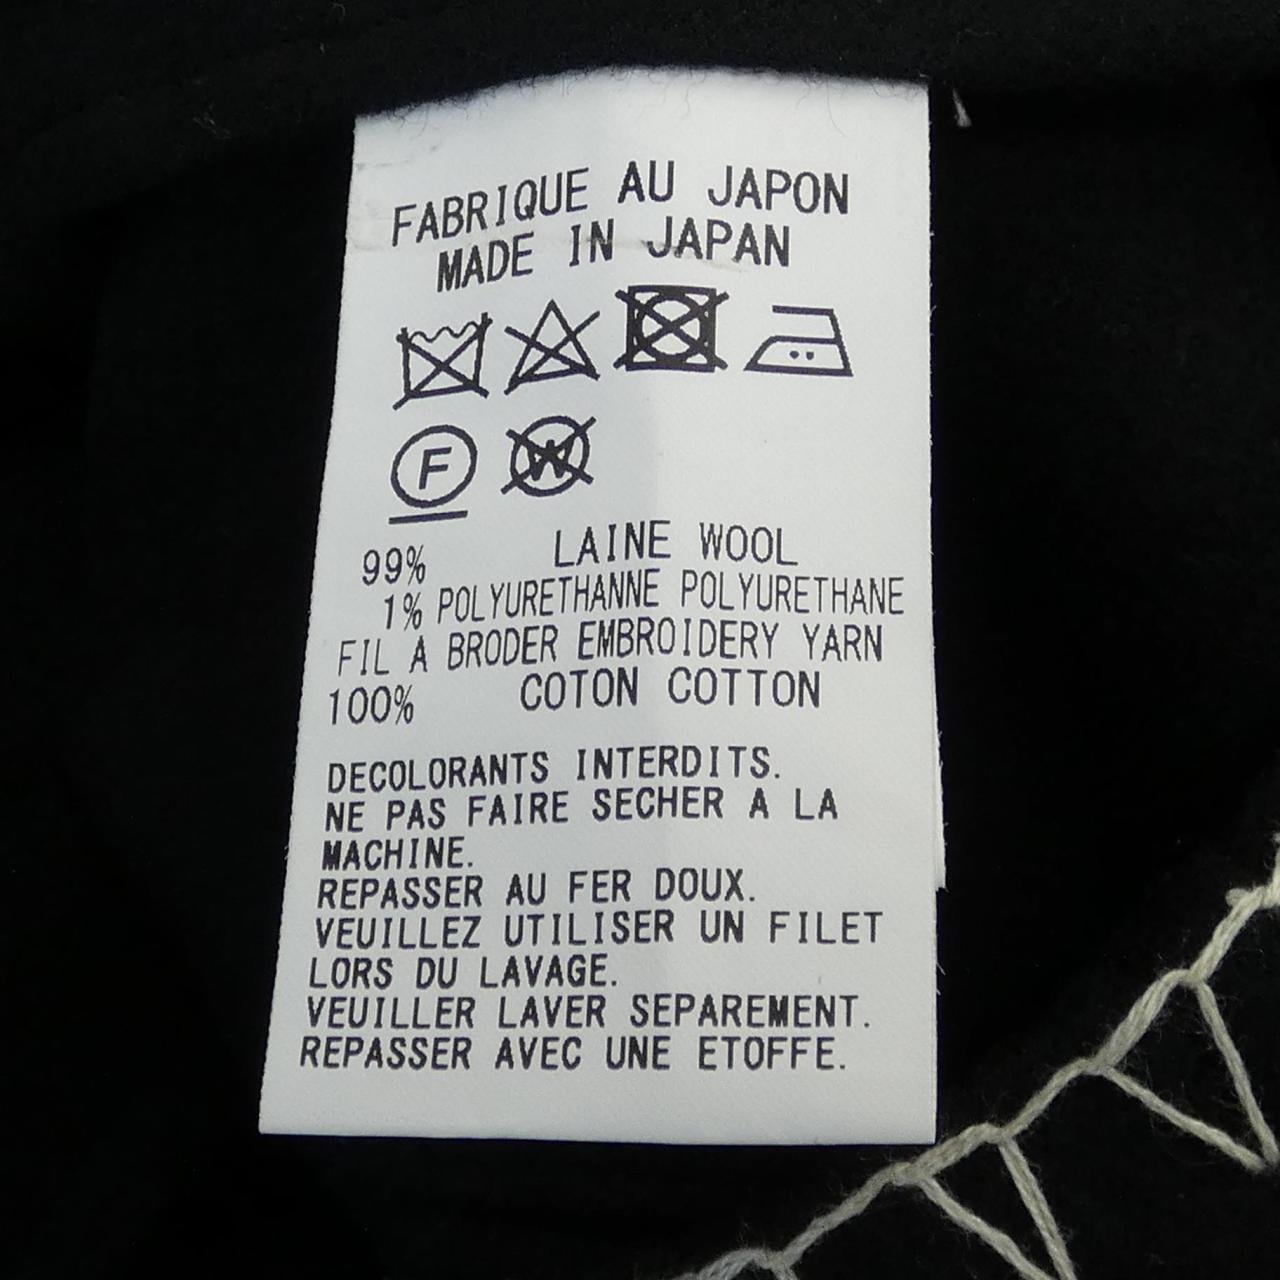 FABRIQUE AU JAPON
MADE IN JAPAN
F W
99% LAINE WOOL
1% POLYURETHANNE POLYURETHANE
FIL A BRODER EMBROIDERY YARN
100% COTON COTTON
DECOLORANTS INTERDITS.
NE PAS FAIRE SECHER A LA
MACHINE.
REPASSER AU FER DOUX.
VEUILLEZ UTILISER UN FILET
LORS DU LAVAGE.
VEUILLER LAVER SEPAREMENT.
REPASSER AVEC UNE ETOFFE.